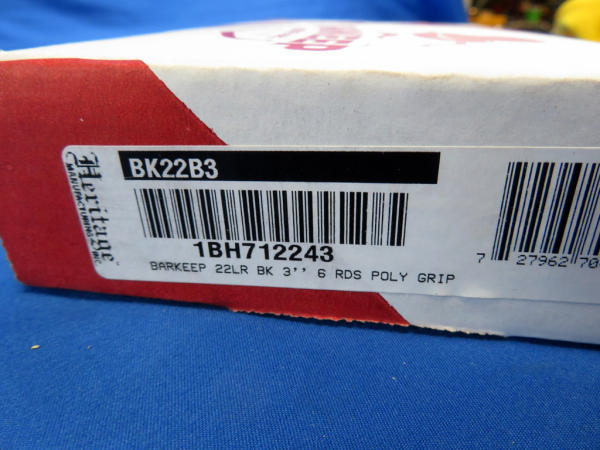 BK22B3
Heritage
MANUFACTURING INC
1BH712243
BARKEEP 22LR BK 3'' 6 RDS POLY GRIP
7 27962 70